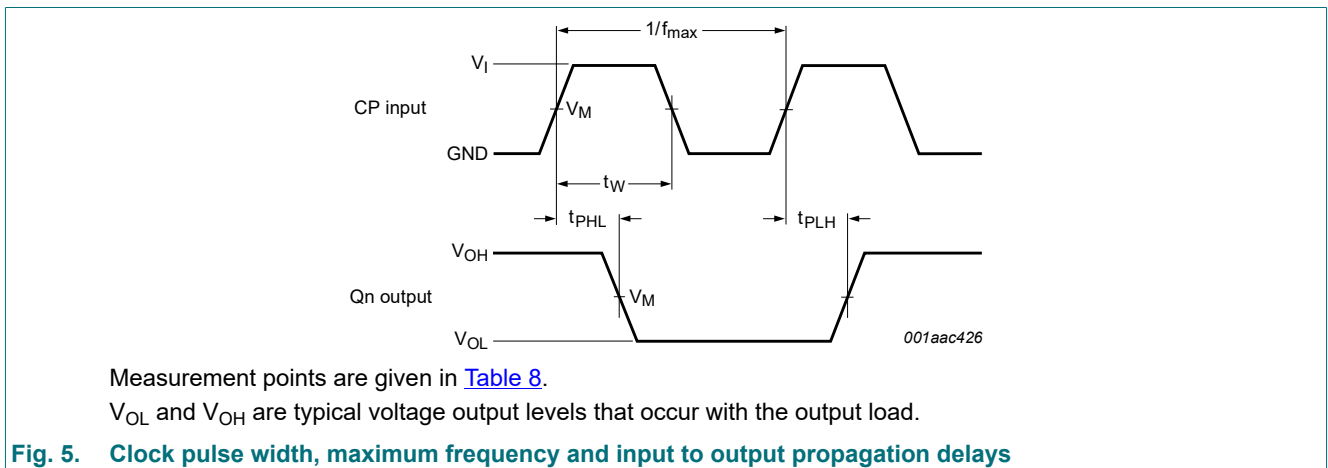 1/fmax
VI
CP input
VM
GND
tW
tPHL
tPLH
VOH
Qn output
VM
VOL
001aac426
Measurement points are given in Table 8.
VOL and VOH are typical voltage output levels that occur with the output load.
Fig. 5. Clock pulse width, maximum frequency and input to output propagation delays